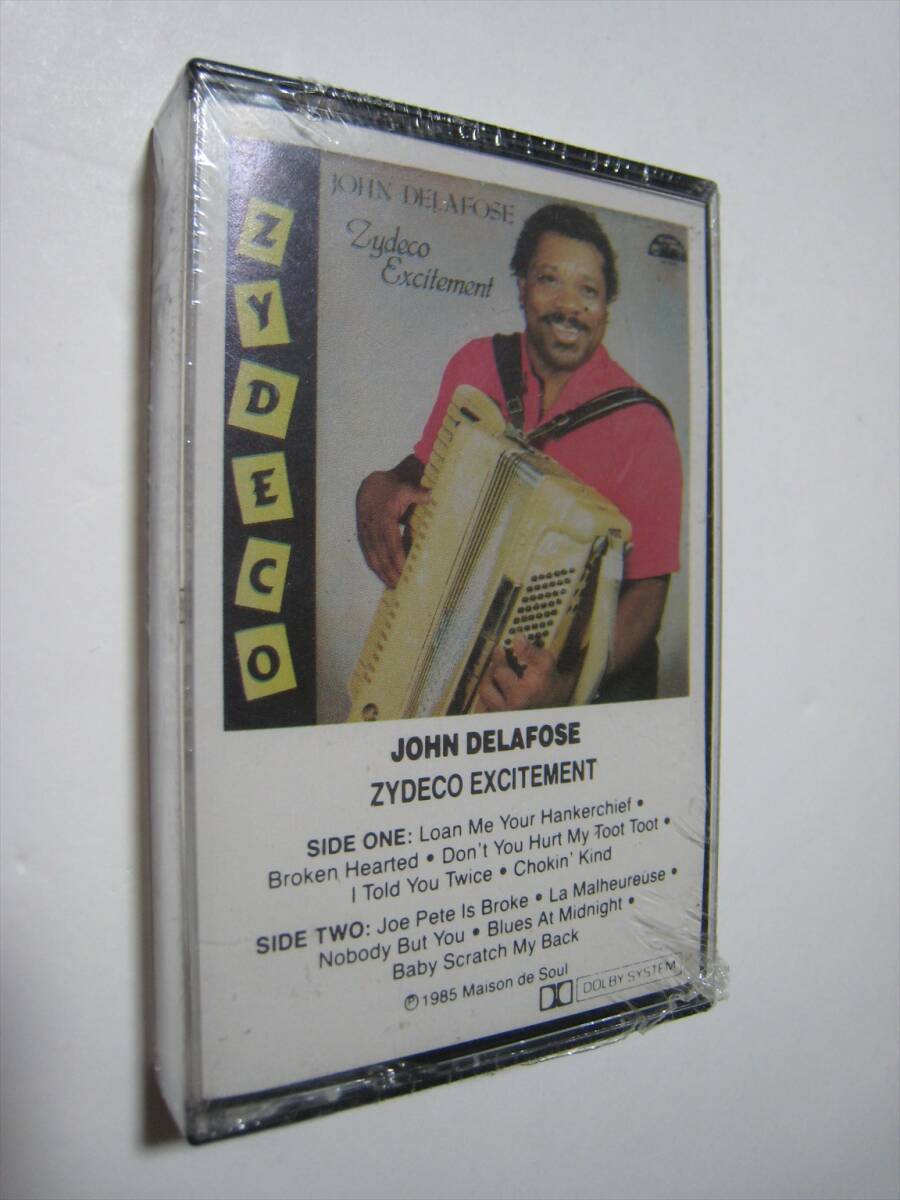 ZYDECO
JOHN DELAFOSE
Zydeco
Excitement
JOHN DELAFOSE
ZYDECO EXCITEMENT
SIDE ONE: Loan Me Your Hankerchief •
Broken Hearted • Don't You Hurt My Toot Toot •
I Told You Twice • Chokin' Kind
SIDE TWO: Joe Pete Is Broke • La Malheureuse •
Nobody But You • Blues At Midnight •
Baby Scratch My Back
℗1985 Maison de Soul
DOLBY SYSTEM